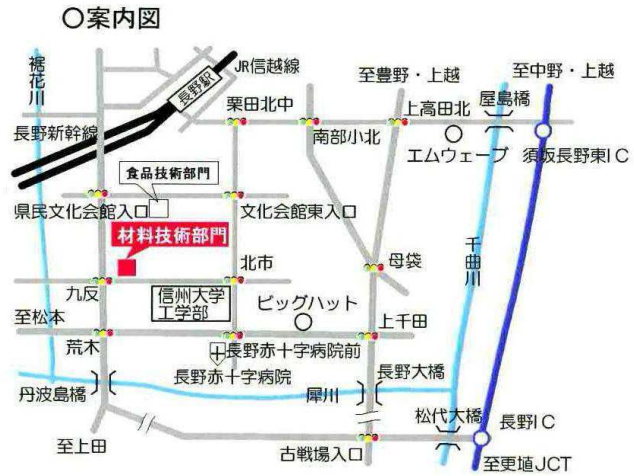 〇案内図
裾花川
JR信越線
長野駅
長野新幹線
栗田北中
南部小北
至豊野・上越
上高田北
屋島橋
至中野・上越
エムウェーブ
須坂長野東IC
食品技術部門
県民文化会館入口
文化会館東入口
材料技術部門
千曲川
九反
北市
母袋
信州大学
工学部
ビッグハット
至松本
荒木
長野赤十字病院前
上千田
長野赤十字病院
丹波島橋
犀川
長野大橋
松代大橋
長野IC
至上田
古戦場入口
至更埴JCT